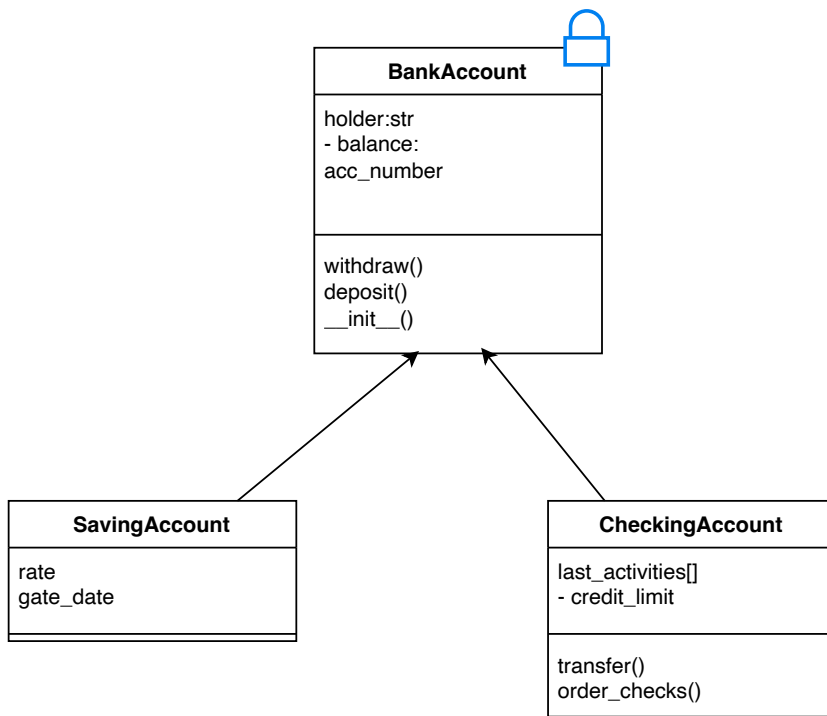 BankAccount
holder:str
- balance:
acc_number
withdraw()
deposit()
__init__()
SavingAccount
rate
gate_date
CheckingAccount
last_activities[]
- credit_limit
transfer()
order_checks()